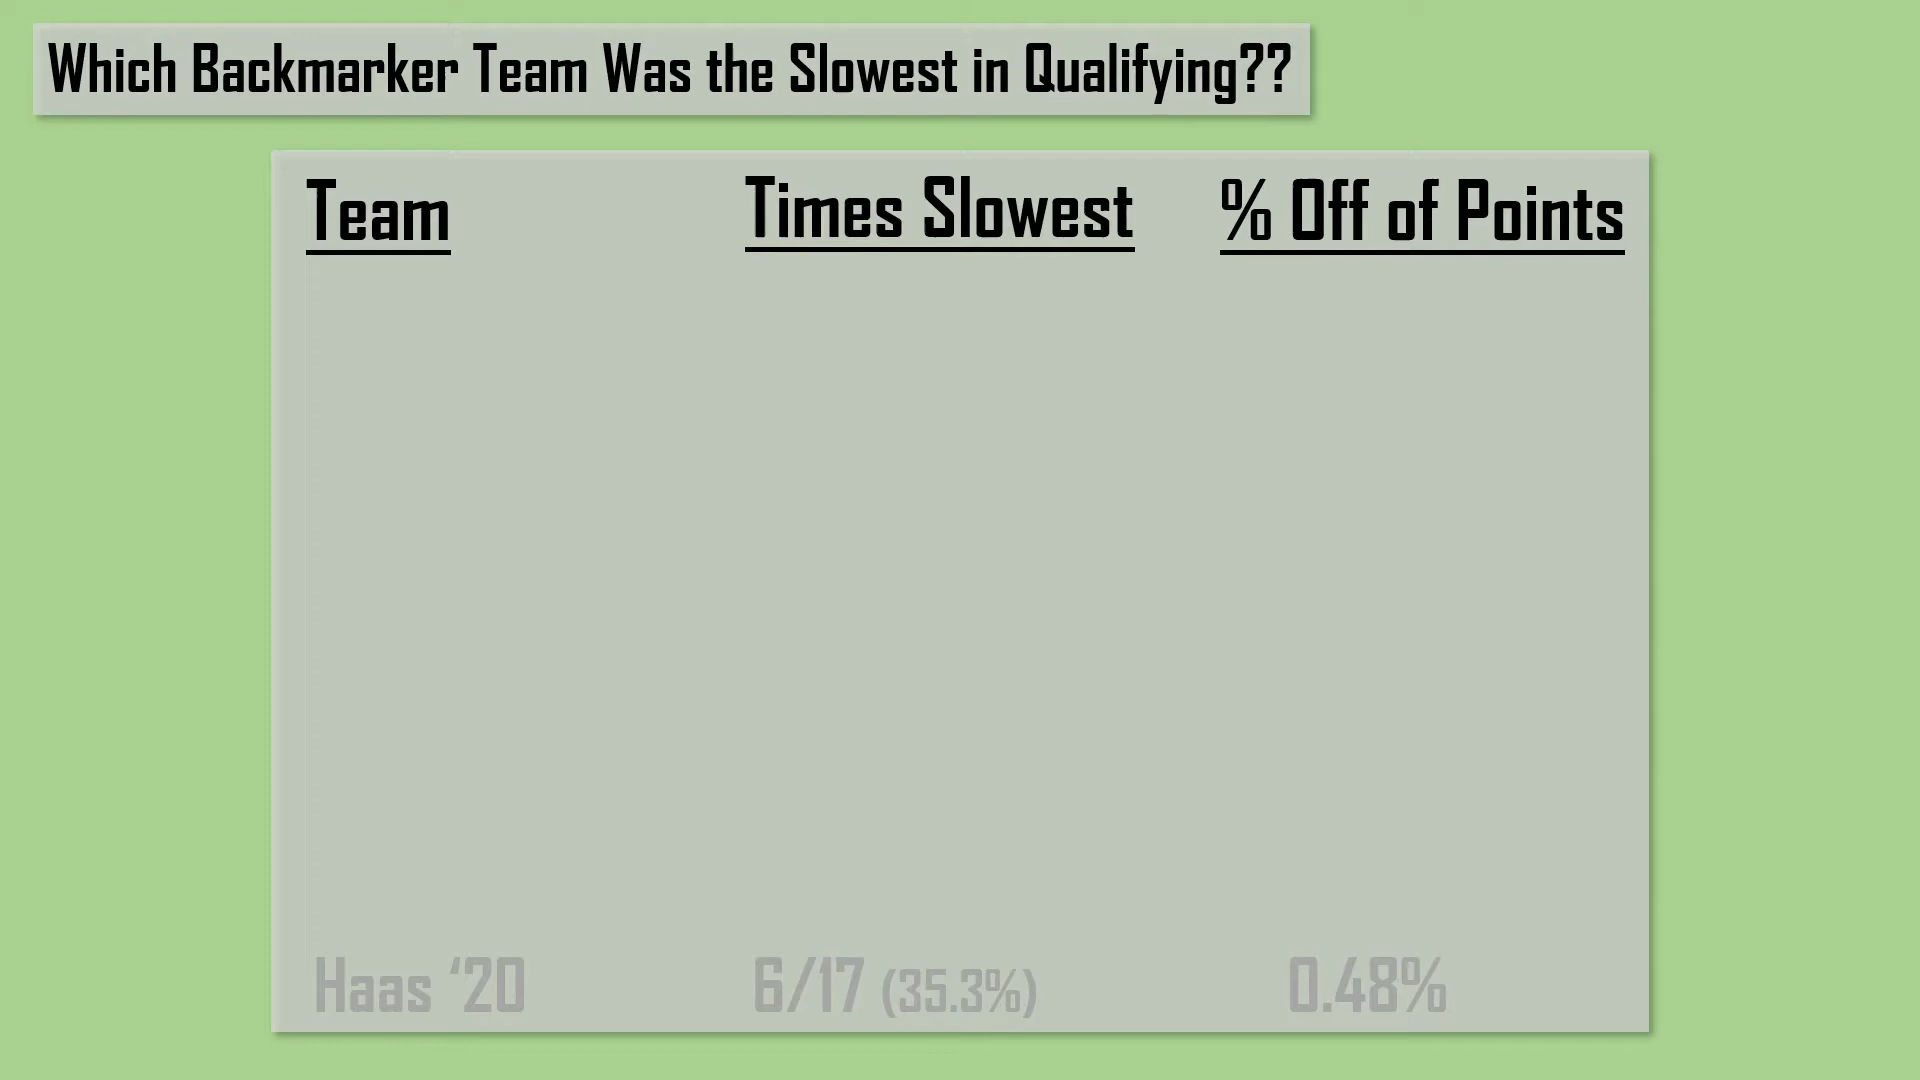 Which Backmarker Team Was the Slowest in Qualifying??
Team Times Slowest % Off of Points
Haas ‘20 6/17 (35.3%) 0.48%